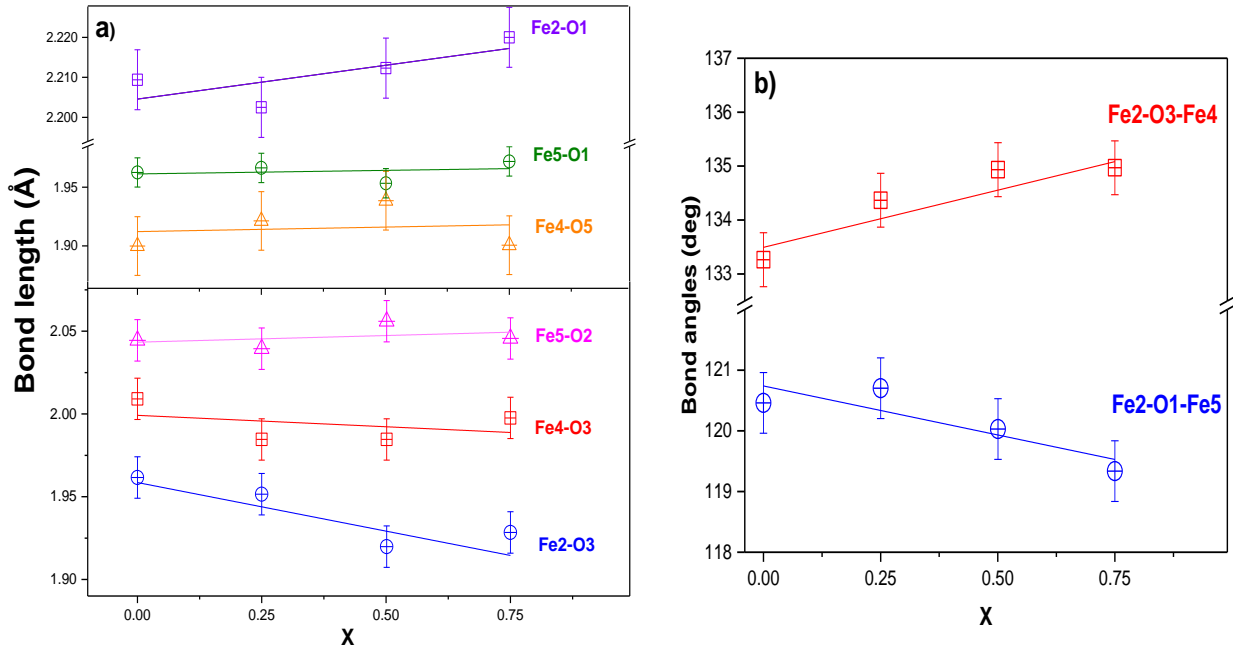 a)
Fe2-O1
2.220
2.210
2.200
Fe5-O1
1.95
Fe4-O5
1.90
Bond length (Å)
Fe5-O2
2.05
Fe4-O3
2.00
1.95
Fe2-O3
1.90
0.00 0.25 0.50 0.75
X
b)
137
136
Fe2-O3-Fe4
135
134
133
Bond angles (deg)
121
Fe2-O1-Fe5
120
119
118
0.00 0.25 0.50 0.75
X